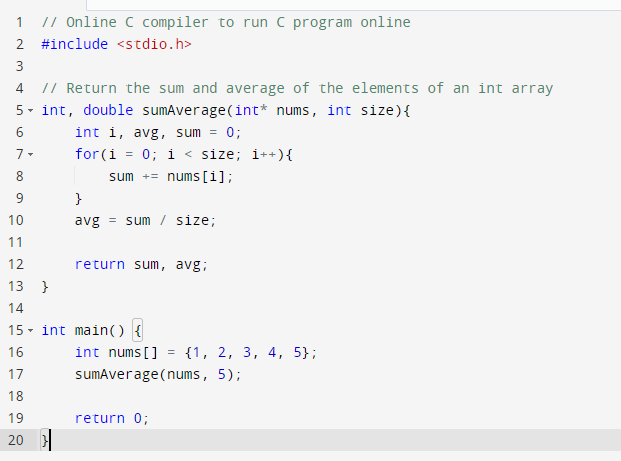 1 // Online C compiler to run C program online
2 #include <stdio.h>
3
4 // Return the sum and average of the elements of an int array
5 int, double sumAverage(int* nums, int size){
6     int i, avg, sum = 0;
7     for(i = 0; i < size; i++){
8         sum += nums[i];
9     }
10     avg = sum / size;
11
12     return sum, avg;
13 }
14
15 int main() {
16     int nums[] = {1, 2, 3, 4, 5};
17     sumAverage(nums, 5);
18
19     return 0;
20 }